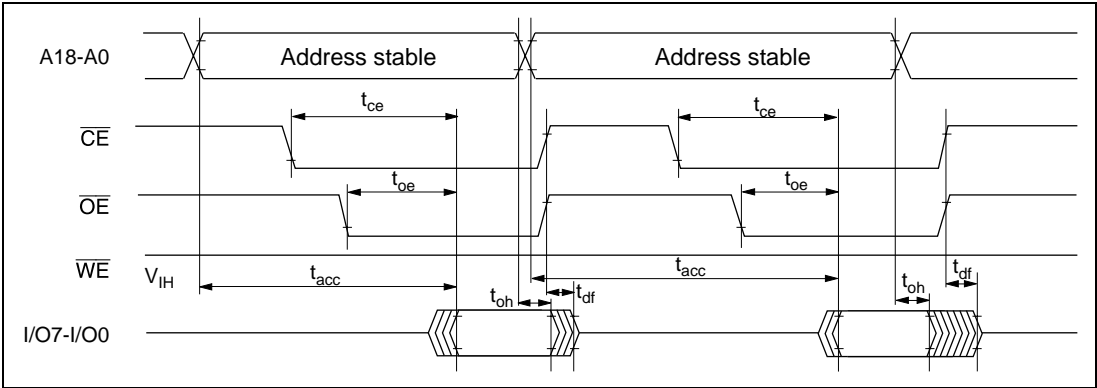 A18-A0 Address stable Address stable
t_ce t_ce
CE
t_oe t_oe
OE
WE V_IH
t_acc t_acc
t_oh t_df t_oh t_df
I/O7-I/O0